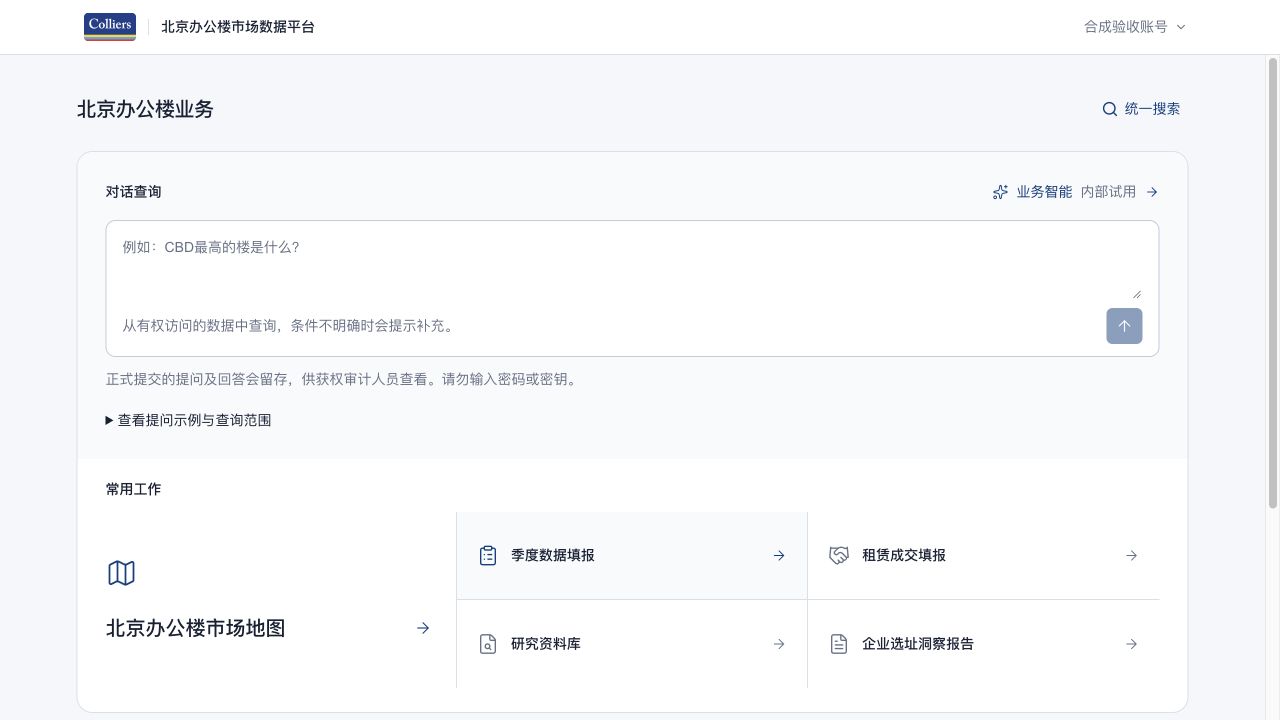 Colliers
北京办公楼市场数据平台
合成验收账号
北京办公楼业务
统一搜索
对话查询
业务智能 内部试用
例如：CBD最高的楼是什么？
从有权访问的数据中查询，条件不明确时会提示补充。
正式提交的提问及回答会留存，供获权审计人员查看。请勿输入密码或密钥。
查看提问示例与查询范围
常用工作
北京办公楼市场地图
季度数据填报
租赁成交填报
研究资料库
企业选址洞察报告